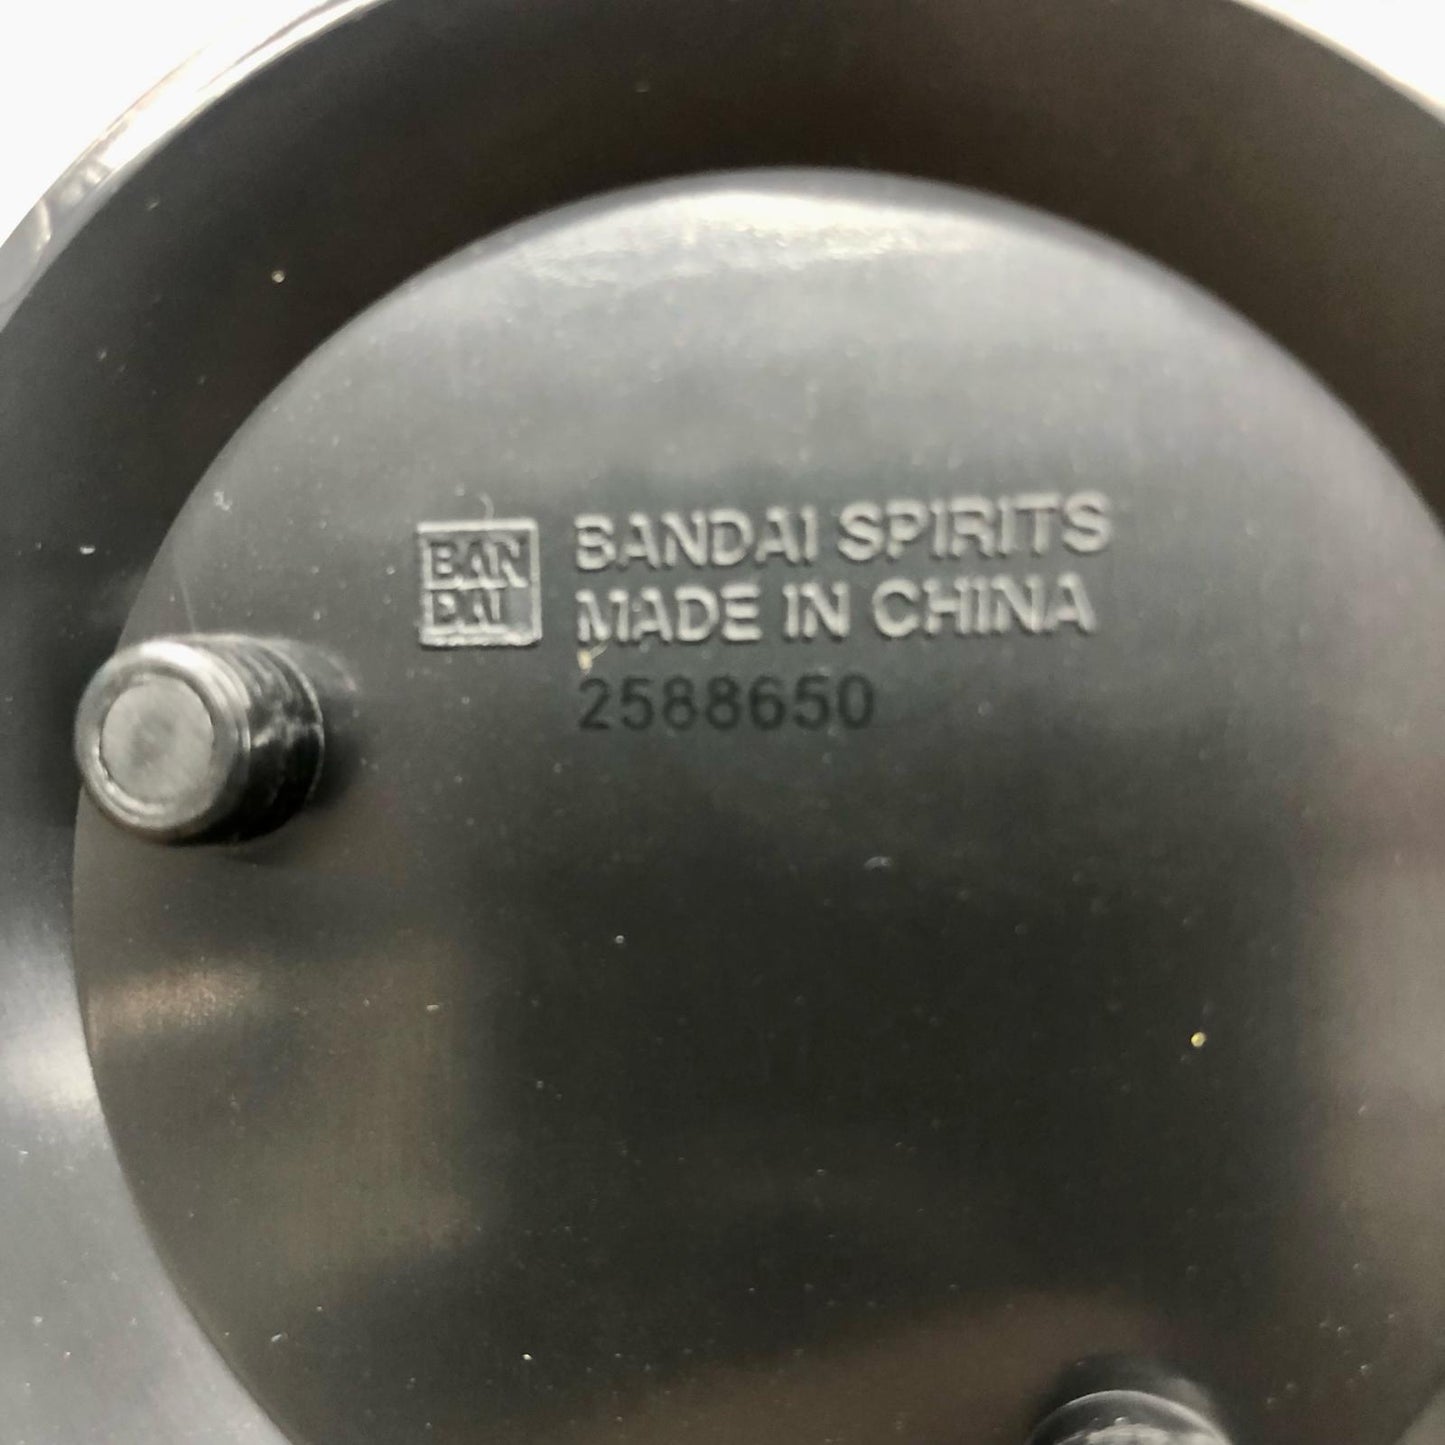 BAN
DAI
BANDAI SPIRITS
MADE IN CHINA
2588650